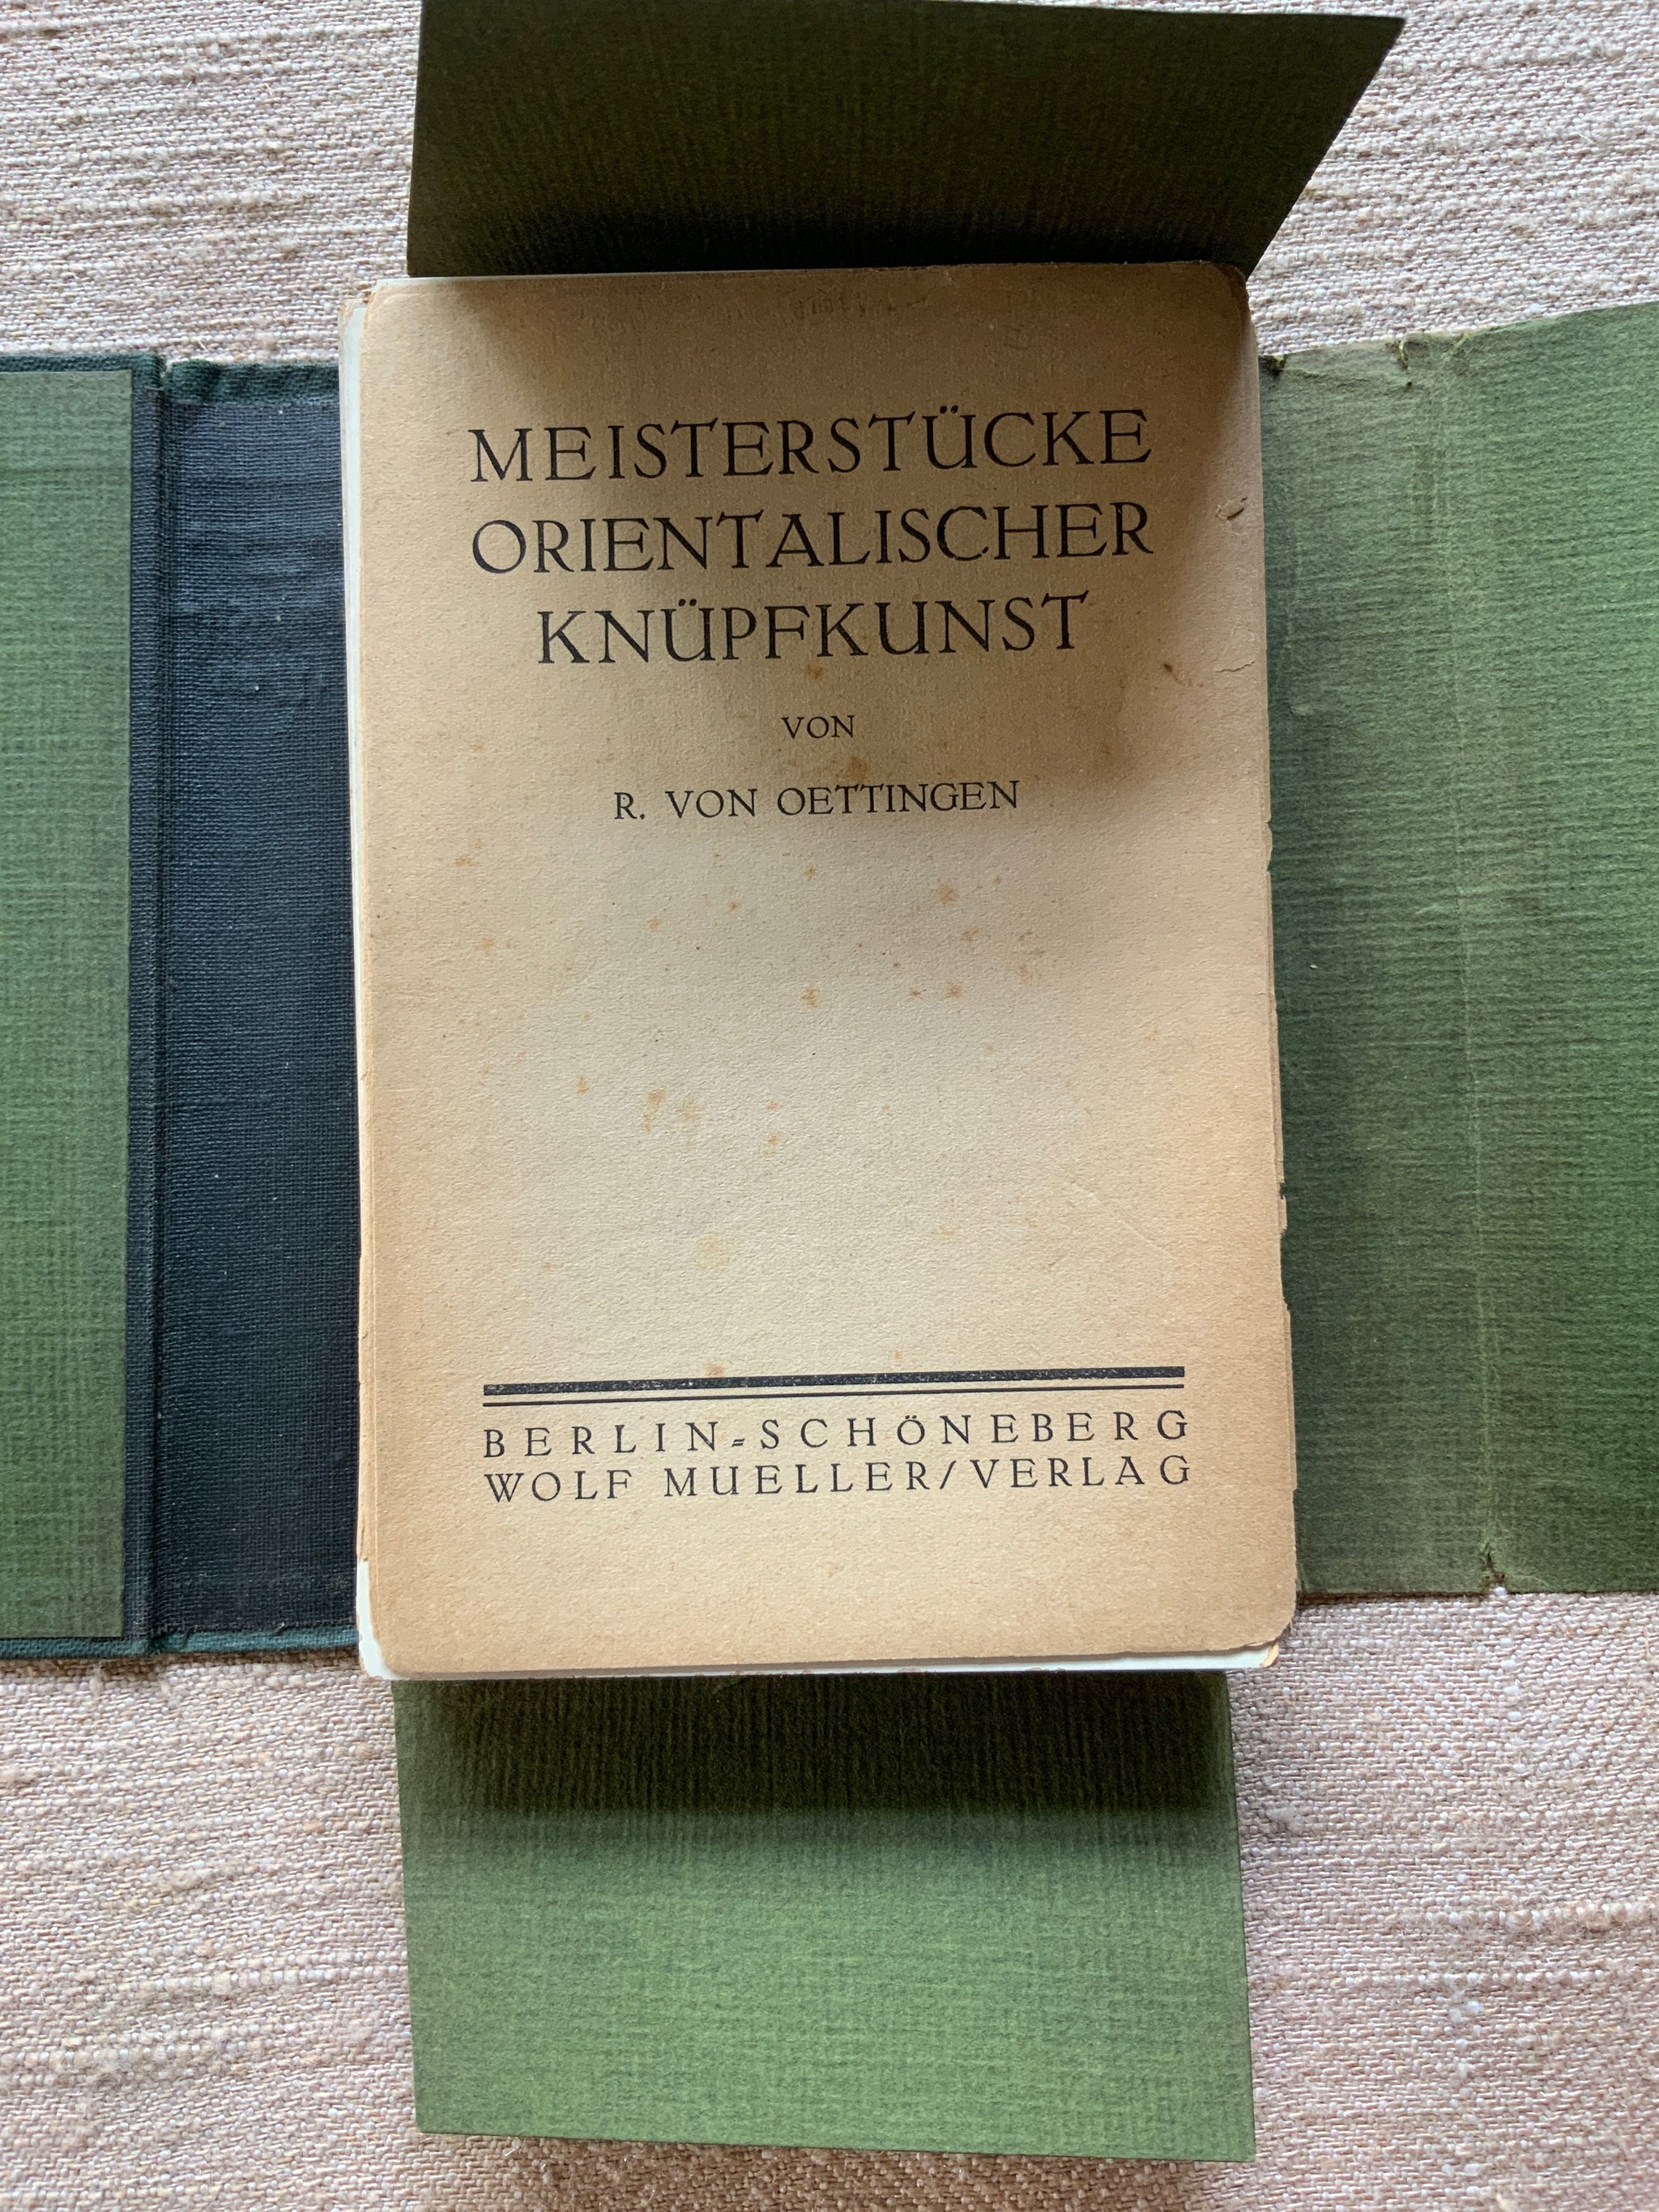 MEISTERSTÜCKE
ORIENTALISCHER
KNÜPFKUNST
VON
R. VON OETTINGEN
BERLIN-SCHÖNEBERG
WOLF MUELLER/VERLAG